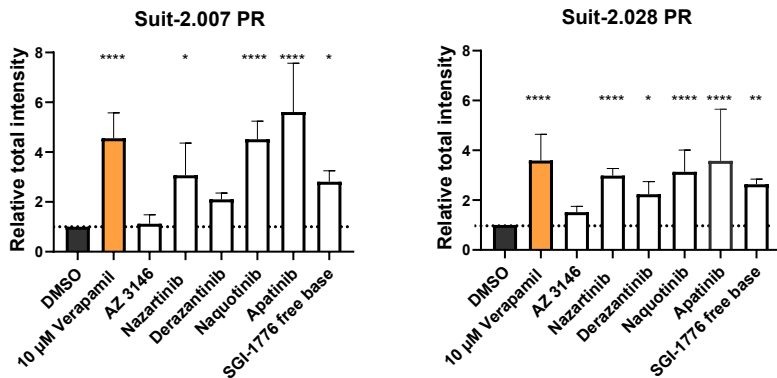 Suit-2.007 PR
Relative total intensity
8
6
4
2
0
**** * **** **** *
DMSO
10 µM Verapamil
AZ 3146
Nazartinib
Derazantinib
Naquotinib
Apatinib
SGI-1776 free base
Suit-2.028 PR
Relative total intensity
8
6
4
2
0
**** **** * **** **** **
DMSO
10 µM Verapamil
AZ 3146
Nazartinib
Derazantinib
Naquotinib
Apatinib
SGI-1776 free base